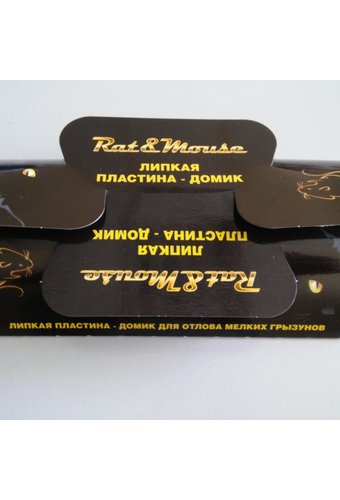 Rat & Mouse
ЛИПКАЯ
ПЛАСТИНА - ДОМИК
ПЛАСТИНА - ДОМИК
ЛИПКАЯ
Rat & Mouse
ЛИПКАЯ ПЛАСТИНА - ДОМИК ДЛЯ ОТЛОВА МЕЛКИХ ГРЫЗУНОВ